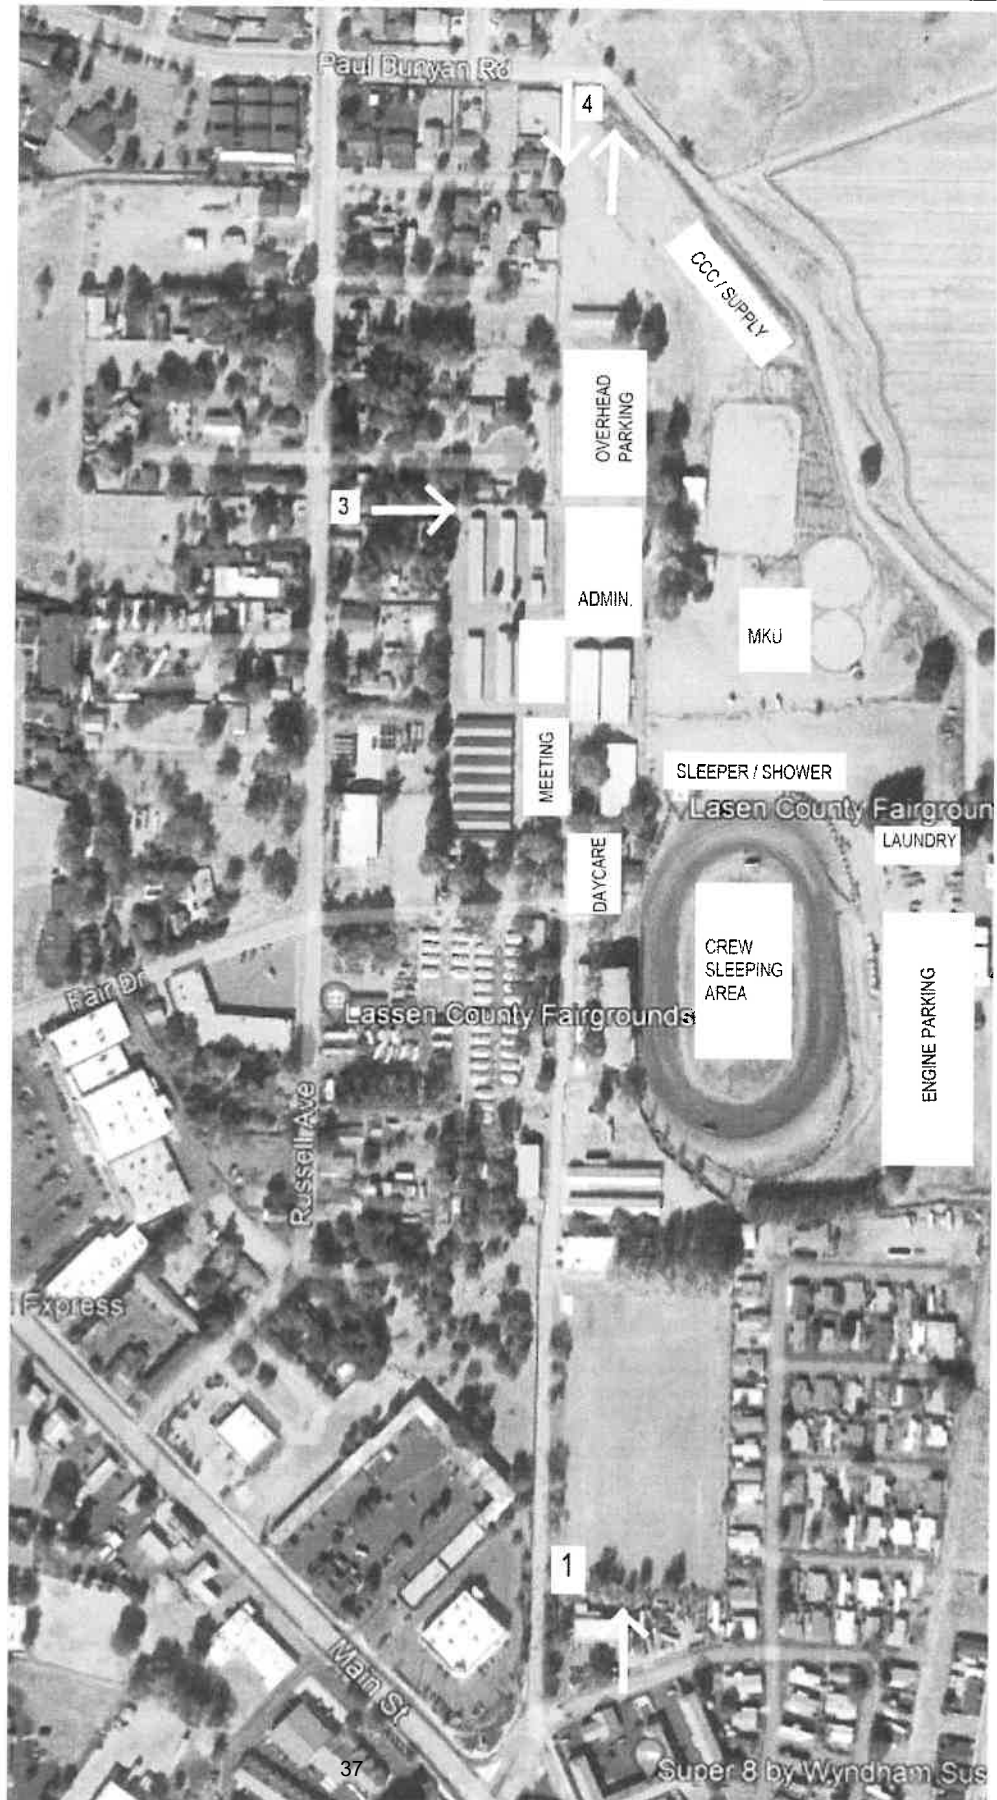 Paul Bunyan Rd
4
CCC / SUPPLY
OVERHEAD
PARKING
3
ADMIN.
MKU
MEETING
SLEEPER / SHOWER
Lasen County Fairgroun
LAUNDRY
DAYCARE
CREW
SLEEPING
AREA
ENGINE PARKING
Fair Dr
Lassen County Fairgrounds
Russell Ave
Express
1
Main St
37
Super 8 by Wyndham Sus